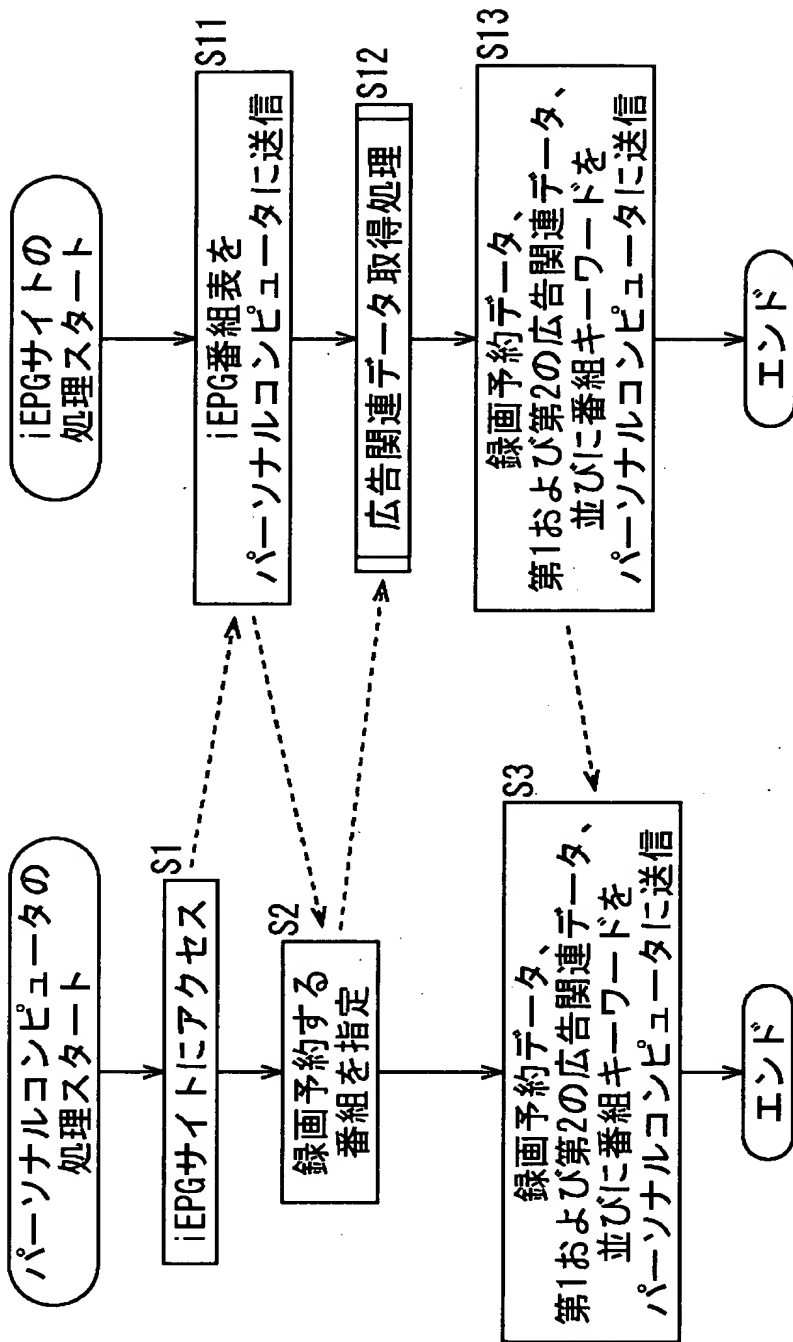 パーソナルコンピュータの
処理スタート
S1
iEPGサイトにアクセス
S2
録画予約する
番組を指定
S3
録画予約データ、
第1および第2の広告関連データ、
並びに番組キーワードを
パーソナルコンピュータに送信
エンド
iEPGサイトの
処理スタート
S11
iEPG番組表を
パーソナルコンピュータに送信
S12
広告関連データ取得処理
S13
録画予約データ、
第1および第2の広告関連データ、
並びに番組キーワードを
パーソナルコンピュータに送信
エンド